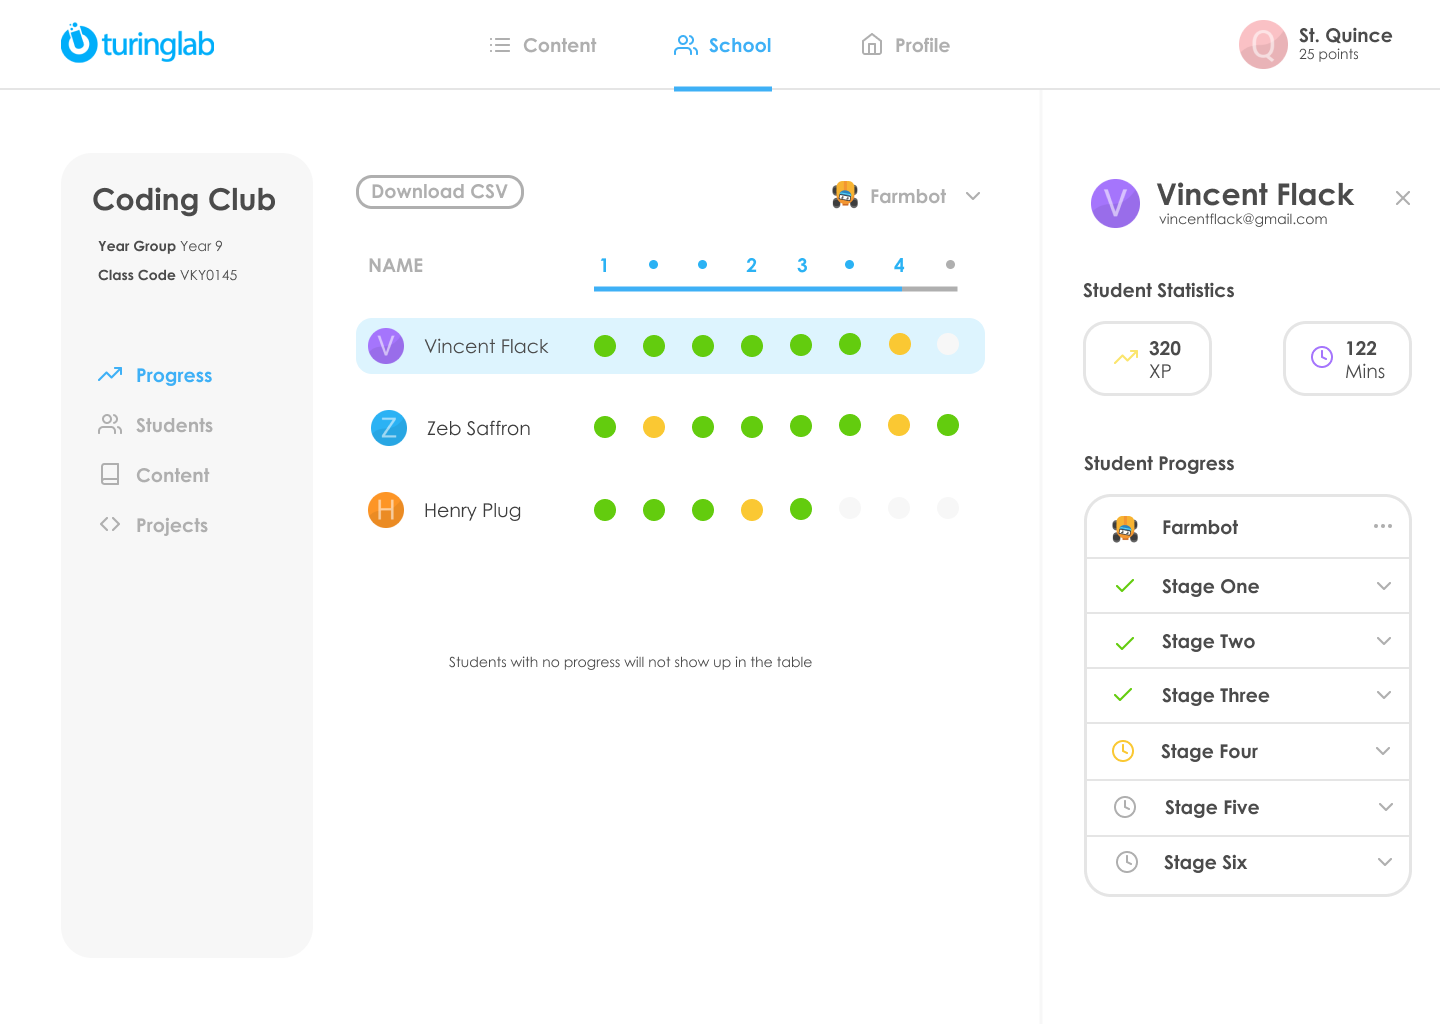 turinglab
Content
School
Profile
Q
St. Quince
25 points
Coding Club
Year Group Year 9
Class Code VKY0145
Progress
Students
Content
Projects
Download CSV
Farmbot
NAME
1 2 3 4
V Vincent Flack
Z Zeb Saffron
H Henry Plug
Students with no progress will not show up in the table
V
Vincent Flack
vincentflack@gmail.com
Student Statistics
320
XP
122
Mins
Student Progress
Farmbot
Stage One
Stage Two
Stage Three
Stage Four
Stage Five
Stage Six